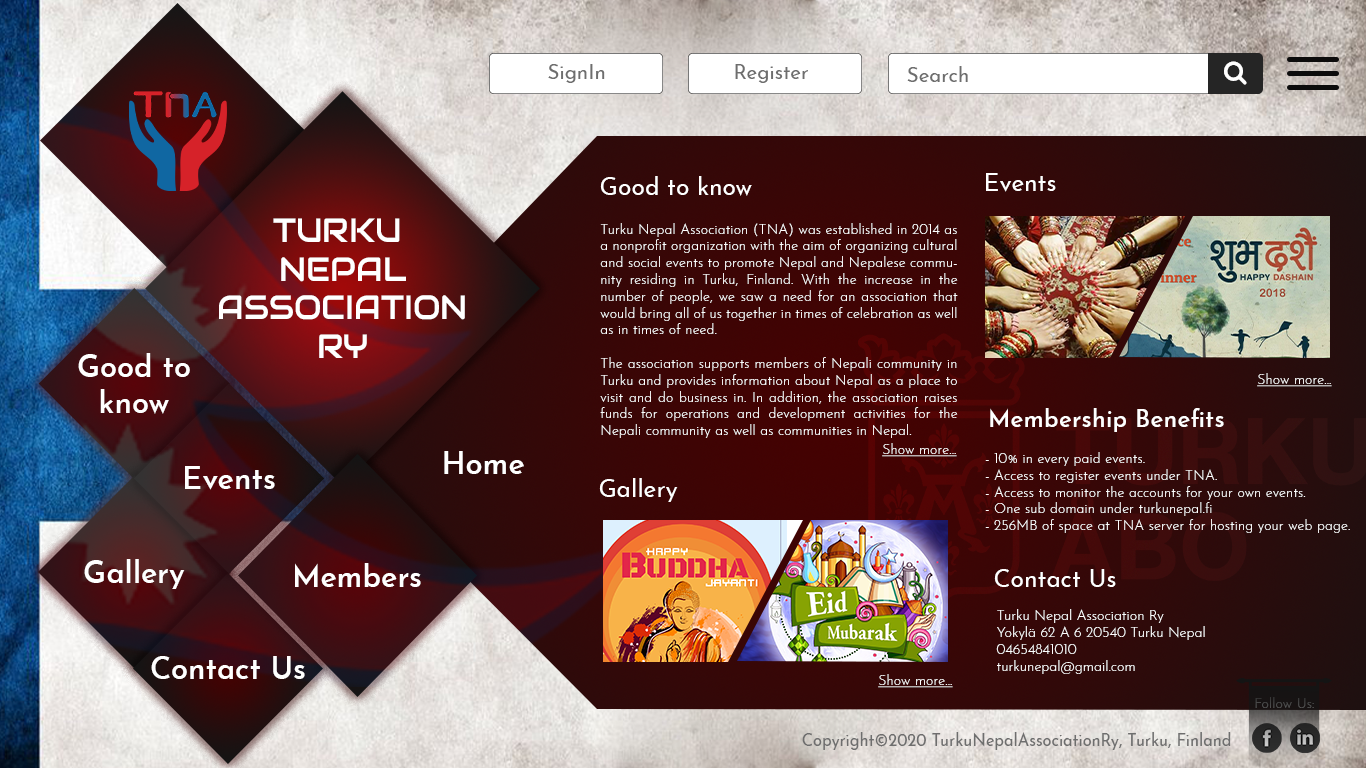 TNA
TURKU
NEPAL
ASSOCIATION
RY
Good to
know
Events
Home
Gallery
Members
Contact Us
SignIn
Register
Search
Good to know
Turku Nepal Association (TNA) was established in 2014 as
a nonprofit organization with the aim of organizing cultural
and social events to promote Nepal and Nepalese commu-
nity residing in Turku, Finland. With the increase in the
number of people, we saw a need for an association that
would bring all of us together in times of celebration as well
as in times of need.
The association supports members of Nepali community in
Turku and provides information about Nepal as a place to
visit and do business in. In addition, the association raises
funds for operations and development activities for the
Nepali community as well as communities in Nepal.
Show more...
Gallery
HAPPY
BUDDHA
JAYANTI
Eid
Mubarak
Show more...
Events
शुभ दशैं
HAPPY DASHAIN
2018
inner
Show more...
Membership Benefits
- 10% in every paid events.
- Access to register events under TNA.
- Access to monitor the accounts for your own events.
- One sub domain under turkunepal.fi
- 256MB of space at TNA server for hosting your web page.
TURKU
ABO
Contact Us
Turku Nepal Association Ry
Yokylä 62 A 6 20540 Turku Nepal
04654841010
turkunepal@gmail.com
Follow Us:
f in
Copyright©2020 TurkuNepalAssociationRy, Turku, Finland